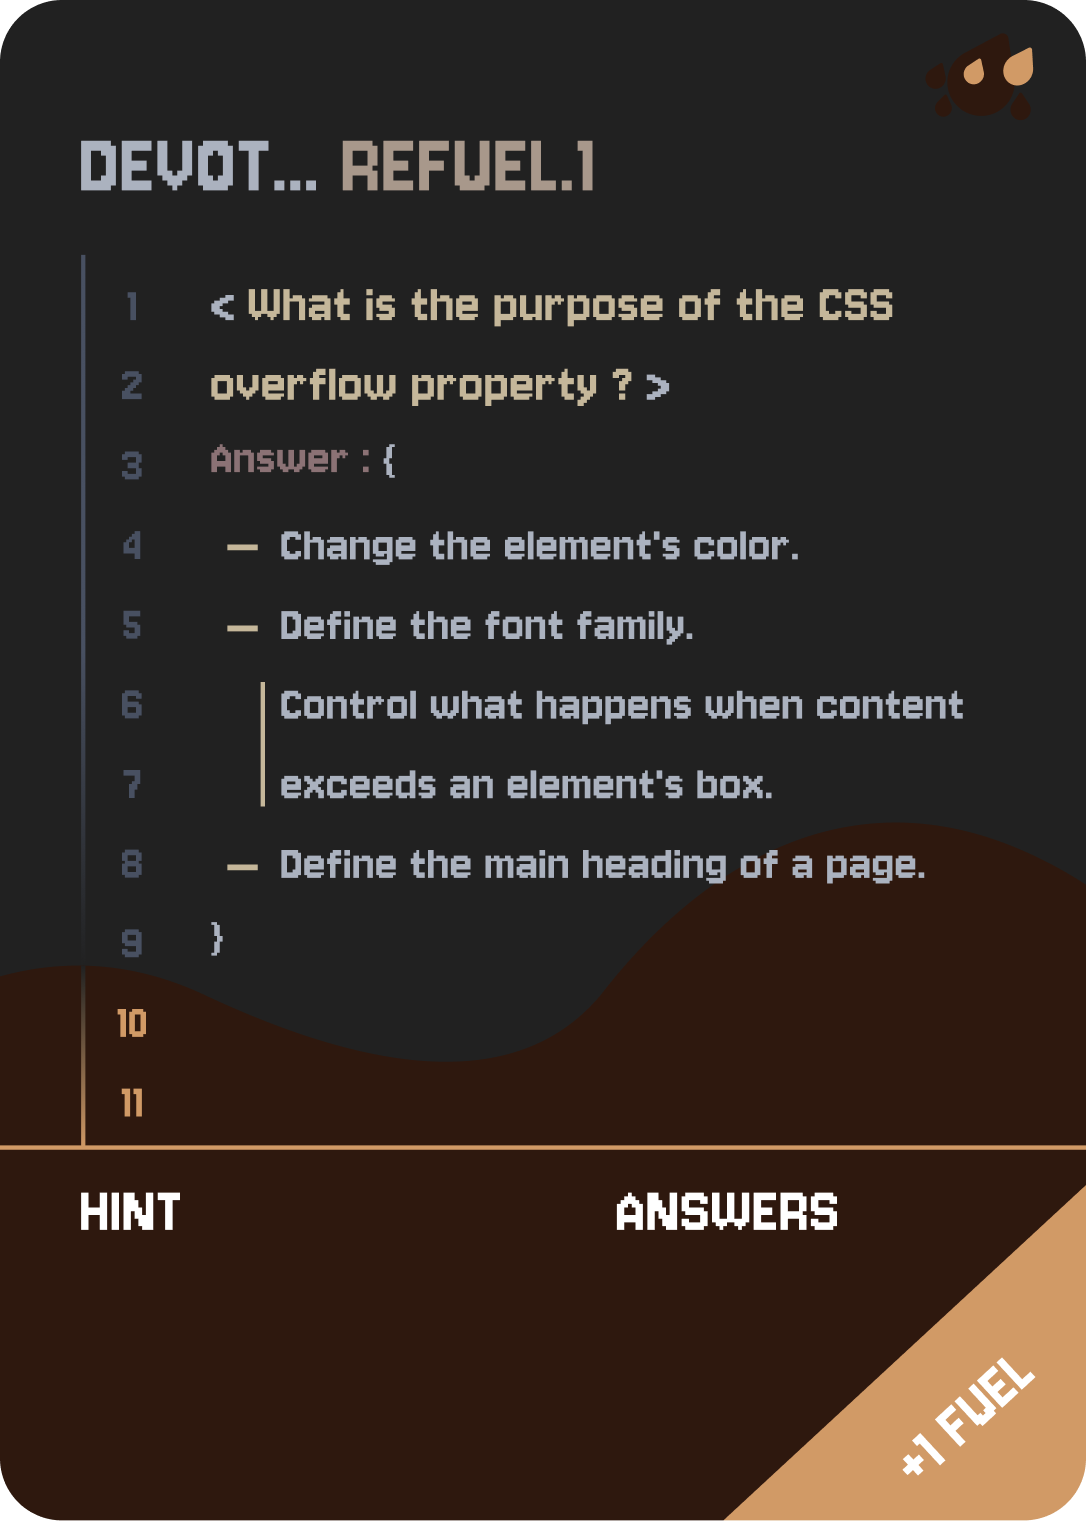 DEVOT... REFUEL.1
1 < What is the purpose of the CSS
2 overflow property ? >
3 Answer : {
4 — Change the element's color.
5 — Define the font family.
6 Control what happens when content
7 exceeds an element's box.
8 — Define the main heading of a page.
9 }
10
11
HINT ANSWERS
+1 FUEL